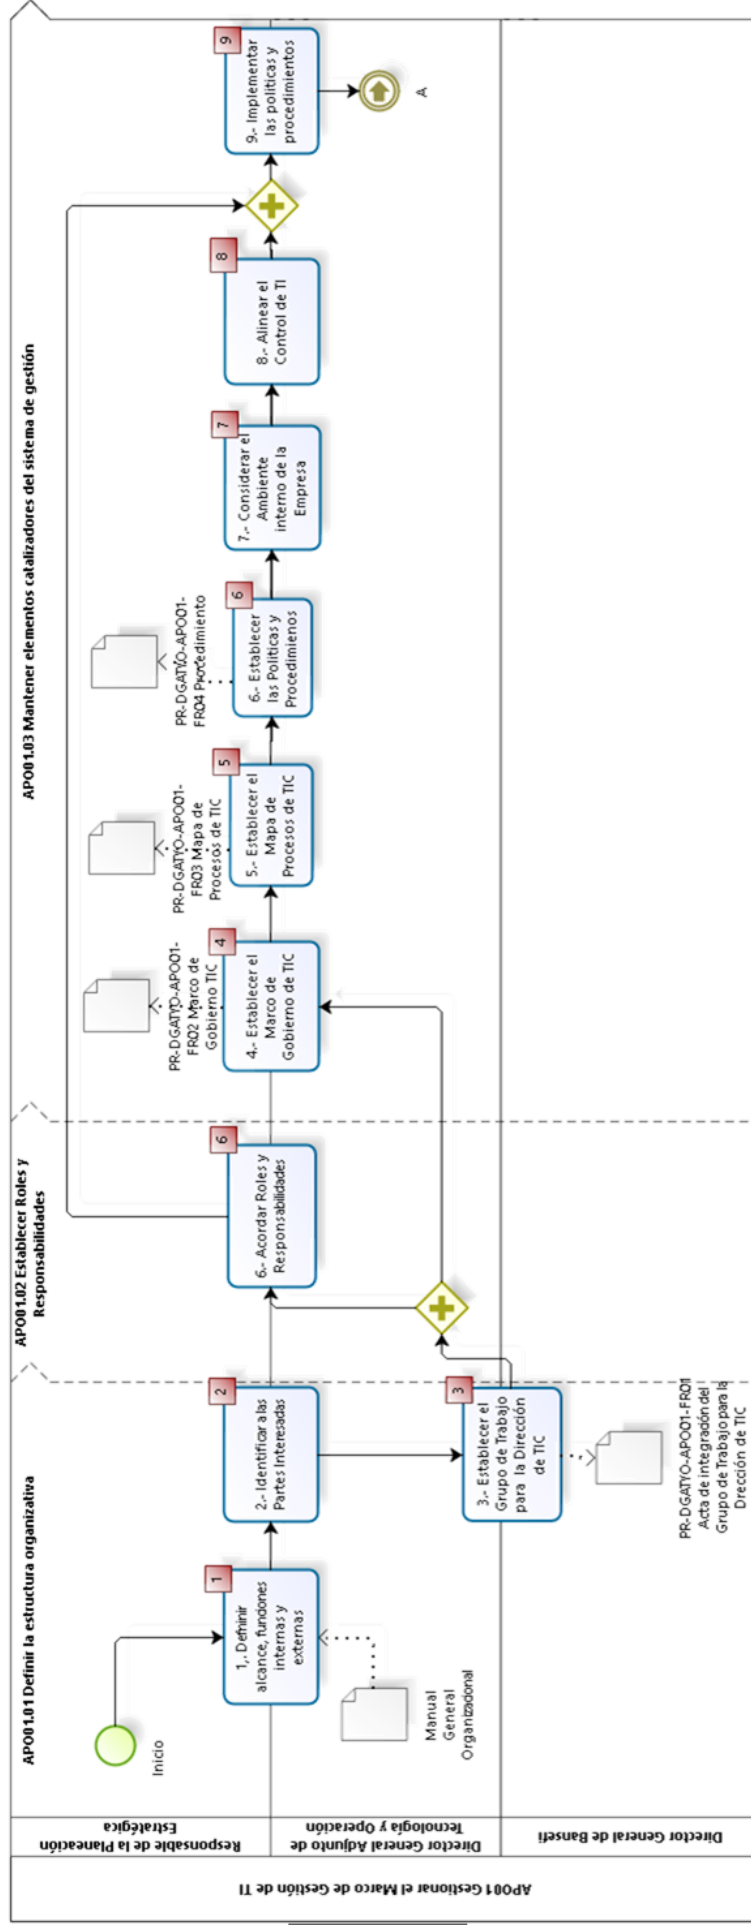 APO01 Gestionar el Marco de Gestión de TI
Responsable de la Planeación
Estratégica
Director General Adjunto de
Tecnología y Operación
Director General de Bansefi
APO01.01 Definir la estructura organizativa
APO01.02 Establecer Roles y
Responsabilidades
APO01.03 Mantener elementos catalizadores del sistema de gestión
Inicio
1
1,. Defninir
alcance, funciones
internas y
externas
Manual
General
Organizacional
2
2.- Identificar a las
Partes Interesadas
3
3.- Establecer el
Grupo de Trabajo
para la Dirección
de TIC
PR-DGATYO-APO01-FR01
Acta de integración del
Grupo de Trabajo para la
Drección de TIC
6
6.- Acordar Roles y
Responsabilidades
PR-DGATYO-APO01-
FR02 Marco de
Gobierno TIC
4
4.- Establecer el
Marco de
Gobierno de TIC
PR-DGATYO-APO01-
FR03 Mapa de
Procesos de TIC
5
5.- Establecer el
Mapa de
Procesos de TIC
PR-DGATYO-APO01-
FR04 Procedimiento
6
6.- Establecer
las Politicas y
Procedimienos
7
7.- Considerar el
Ambiente
interno de la
Empresa
8
8.- Alinear el
Control de TI
9
9.- Implementar
las politicas y
procedimientos
A